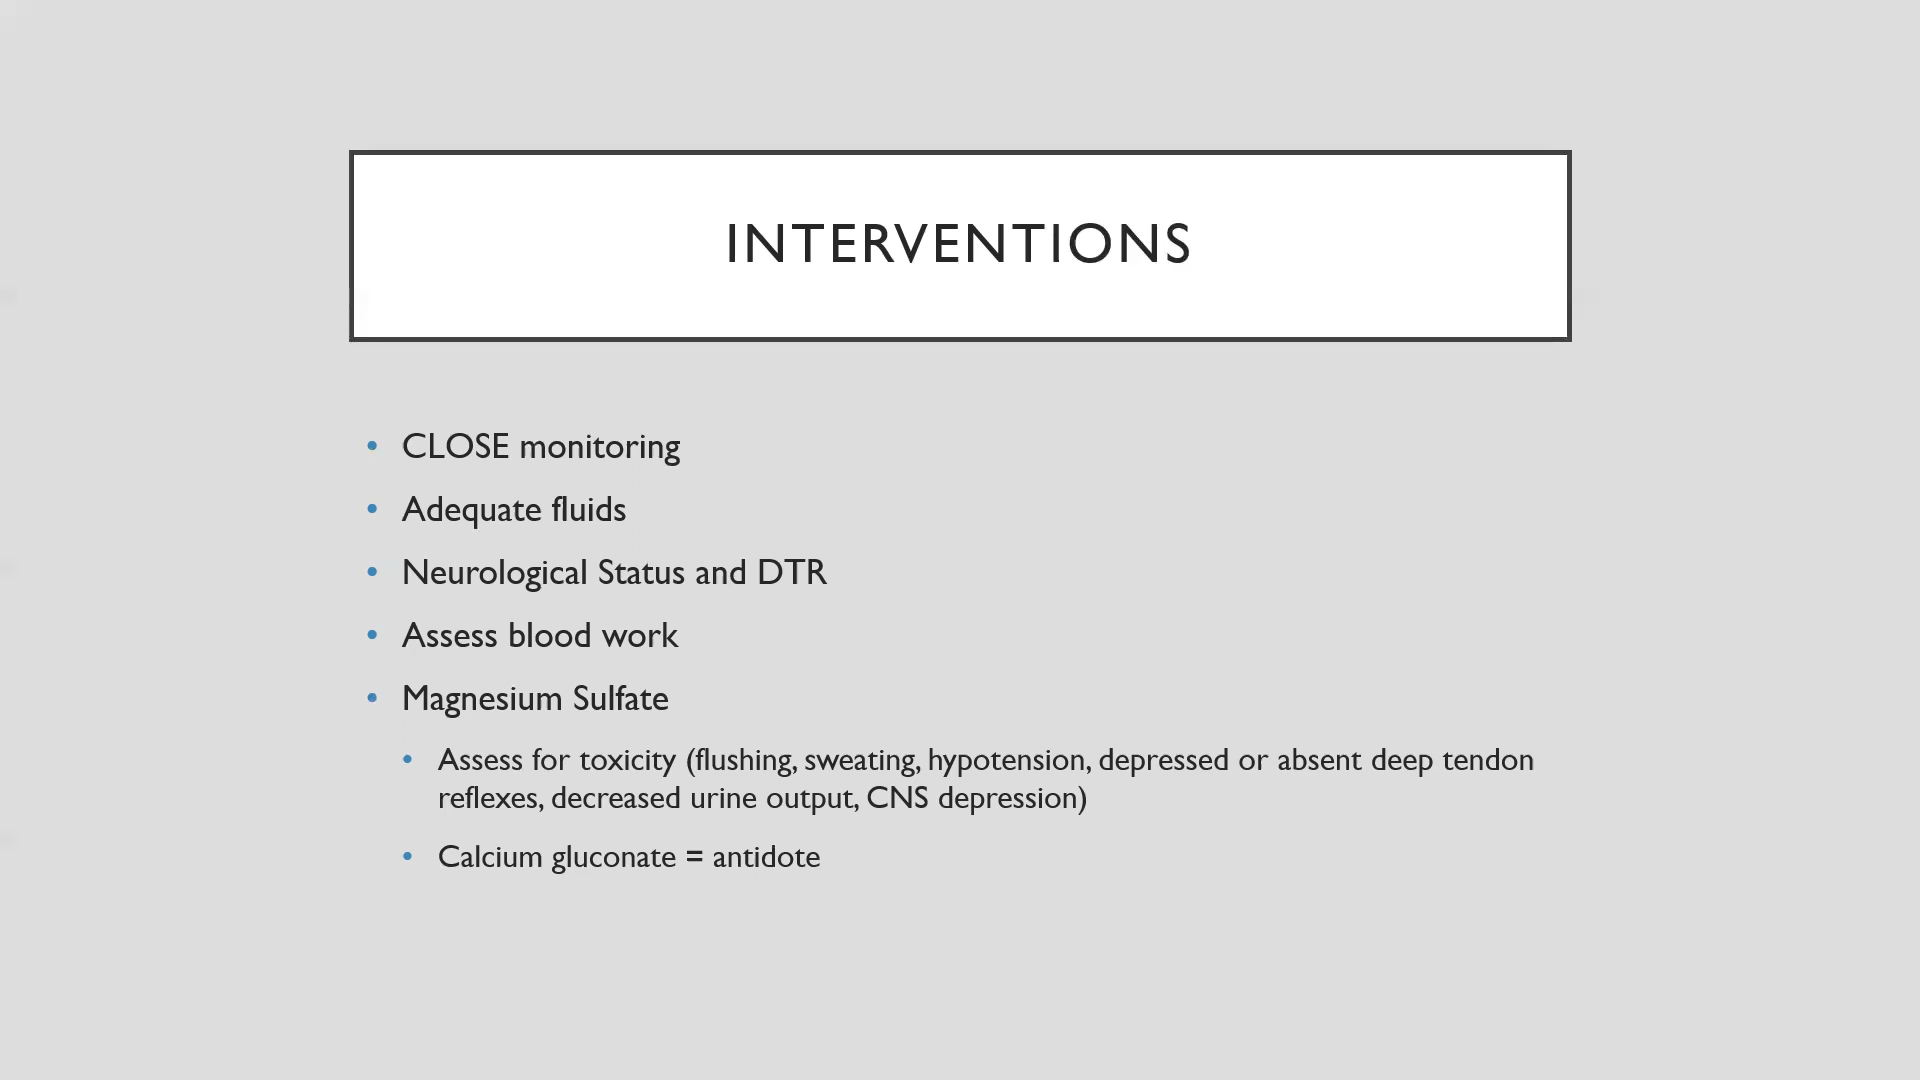 INTERVENTIONS
• CLOSE monitoring
• Adequate fluids
• Neurological Status and DTR
• Assess blood work
• Magnesium Sulfate
• Assess for toxicity (flushing, sweating, hypotension, depressed or absent deep tendon
reflexes, decreased urine output, CNS depression)
• Calcium gluconate = antidote